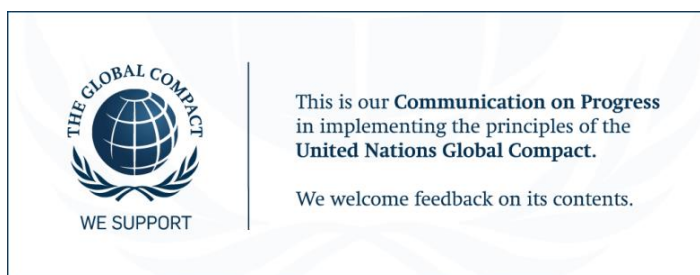 THE GLOBAL COMPACT
WE SUPPORT
This is our Communication on Progress
in implementing the principles of the
United Nations Global Compact.
We welcome feedback on its contents.